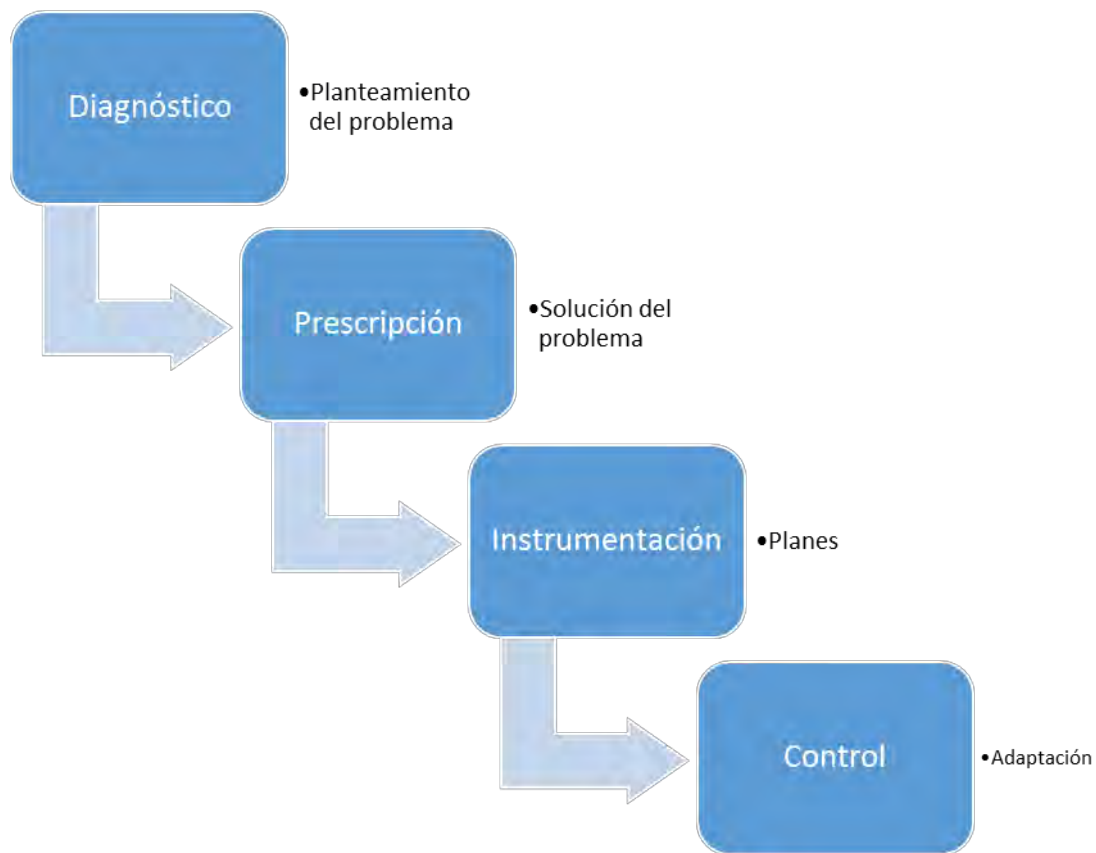 Diagnóstico
•Planteamiento
del problema
Prescripción
•Solución del
problema
Instrumentación
•Planes
Control
•Adaptación